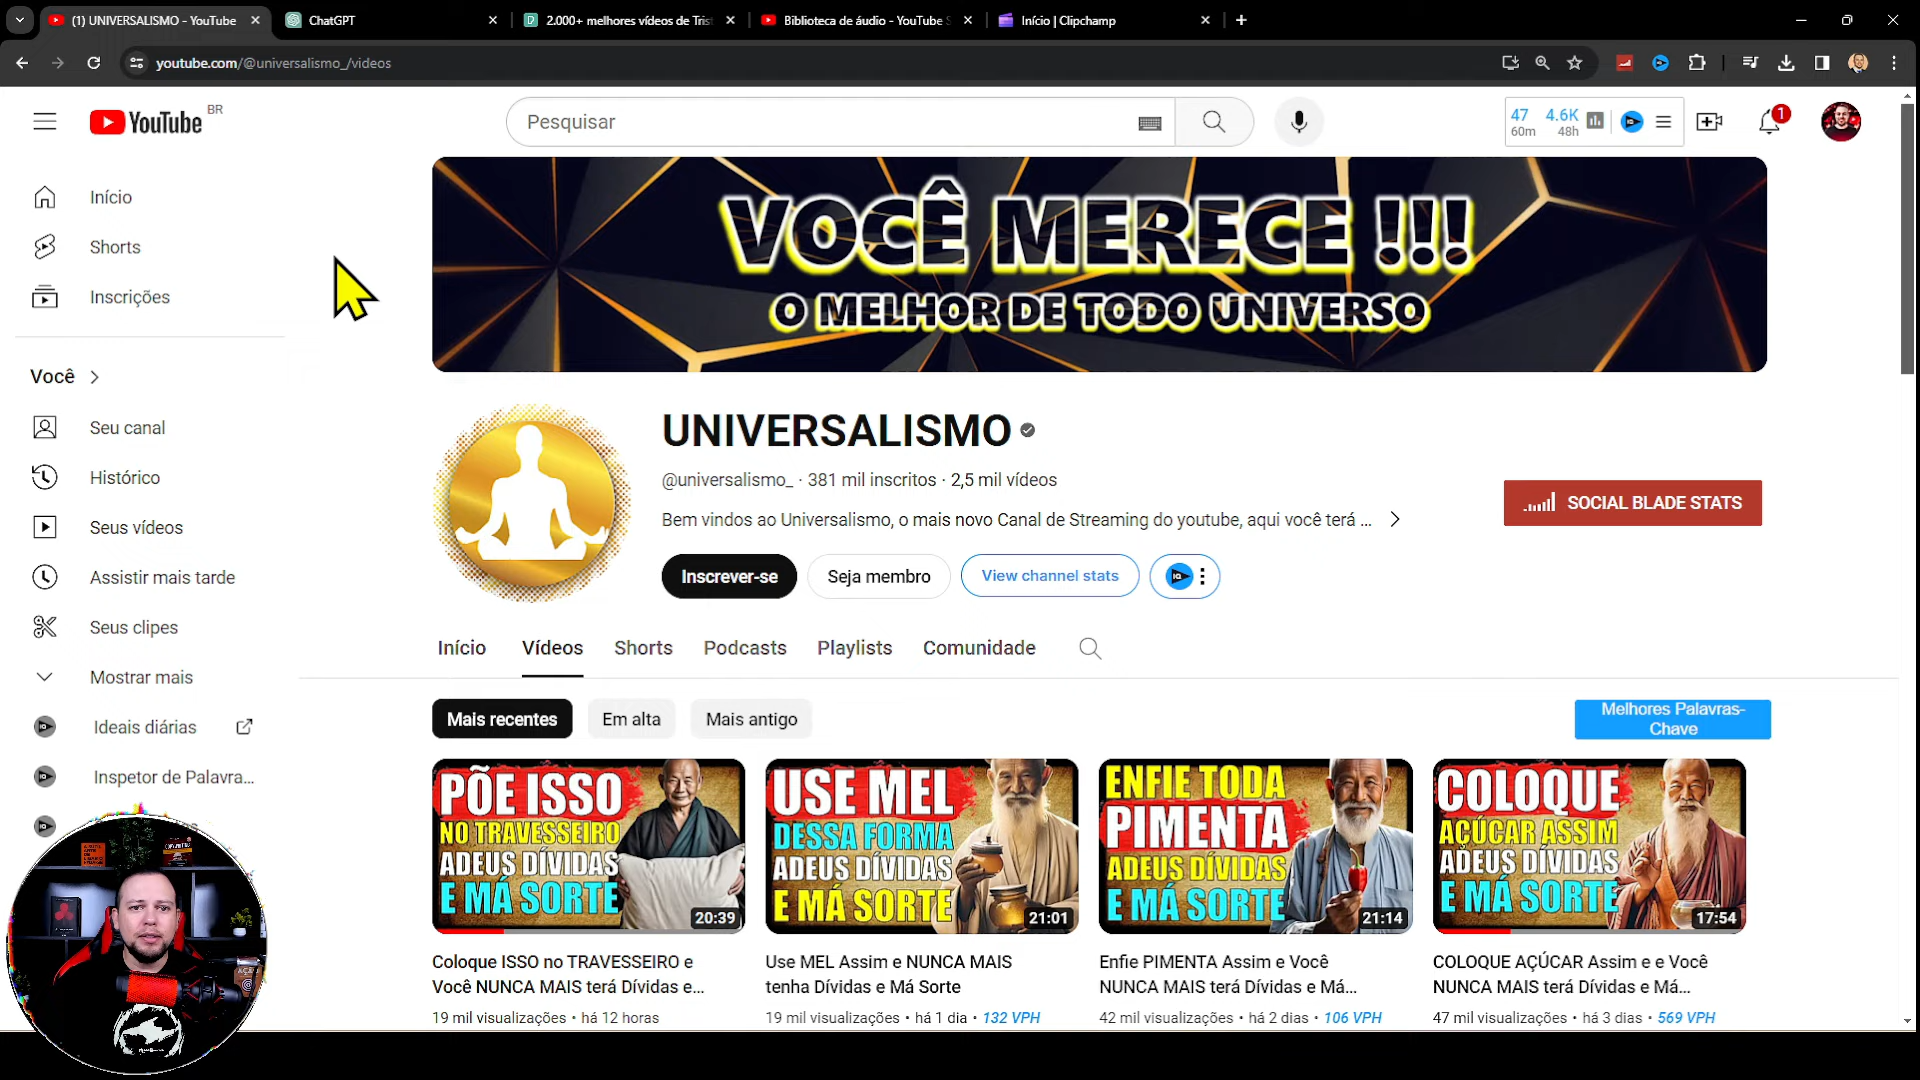 (1) UNIVERSALISMO - YouTube
ChatGPT
2.000+ melhores vídeos de Trist
Biblioteca de áudio - YouTube S
Início | Clipchamp
youtube.com/@universalismo_/videos
YouTube BR
Pesquisar
47 60m
4.6K 48h
1
Início
Shorts
Inscrições
Você
Seu canal
Histórico
Seus vídeos
Assistir mais tarde
Seus clipes
Mostrar mais
Ideais diárias
Inspetor de Palavra...
VOCÊ MERECE !!!
O MELHOR DE TODO UNIVERSO
UNIVERSALISMO
@universalismo_ · 381 mil inscritos · 2,5 mil vídeos
Bem vindos ao Universalismo, o mais novo Canal de Streaming do youtube, aqui você terá ...
SOCIAL BLADE STATS
Inscrever-se
Seja membro
View channel stats
Início
Vídeos
Shorts
Podcasts
Playlists
Comunidade
Mais recentes
Em alta
Mais antigo
Melhores Palavras-
Chave
PÕE ISSO
NO TRAVESSEIRO
ADEUS DÍVIDAS
E MÁ SORTE
20:39
USE MEL
DESSA FORMA
ADEUS DÍVIDAS
E MÁ SORTE
21:01
ENFIE TODA
PIMENTA
ADEUS DÍVIDAS
E MÁ SORTE
21:14
COLOQUE
AÇÚCAR ASSIM
ADEUS DÍVIDAS
E MÁ SORTE
17:54
Coloque ISSO no TRAVESSEIRO e
Você NUNCA MAIS terá Dívidas e...
19 mil visualizações • há 12 horas
Use MEL Assim e NUNCA MAIS
tenha Dívidas e Má Sorte
19 mil visualizações • há 1 dia • 132 VPH
Enfie PIMENTA Assim e Você
NUNCA MAIS terá Dívidas e Má...
42 mil visualizações • há 2 dias • 106 VPH
COLOQUE AÇÚCAR Assim e e Você
NUNCA MAIS terá Dívidas e Má...
47 mil visualizações • há 3 dias • 569 VPH